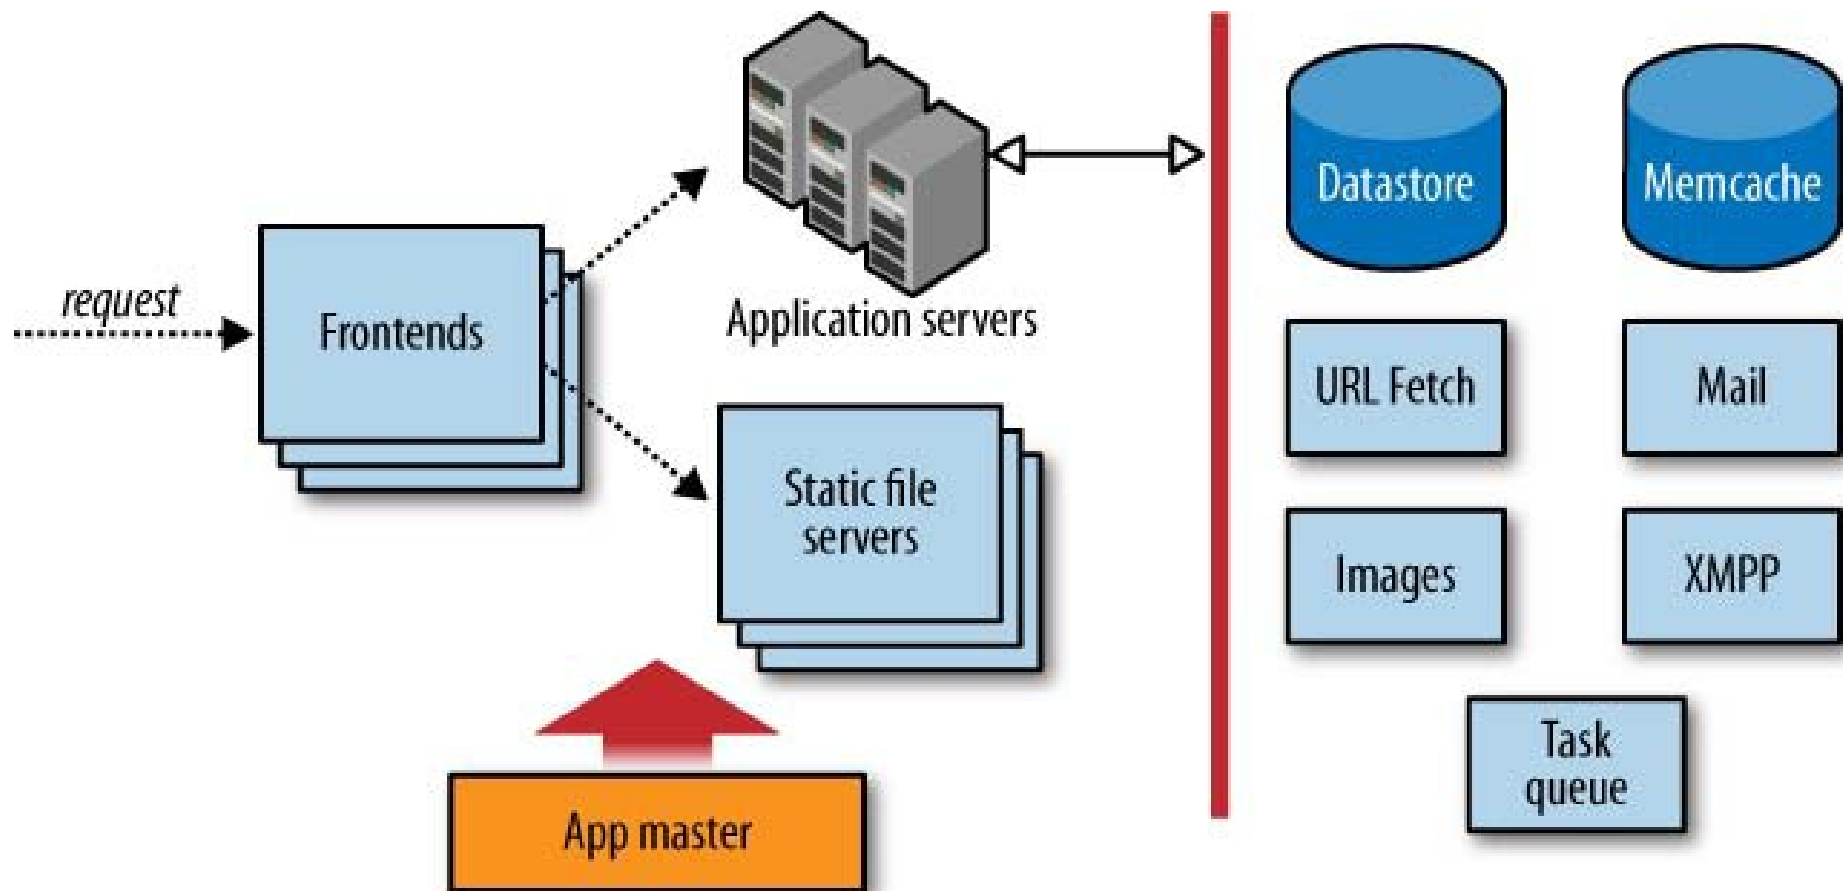 request
Frontends
Application servers
Static file
servers
App master
Datastore
Memcache
URL Fetch
Mail
Images
XMPP
Task
queue